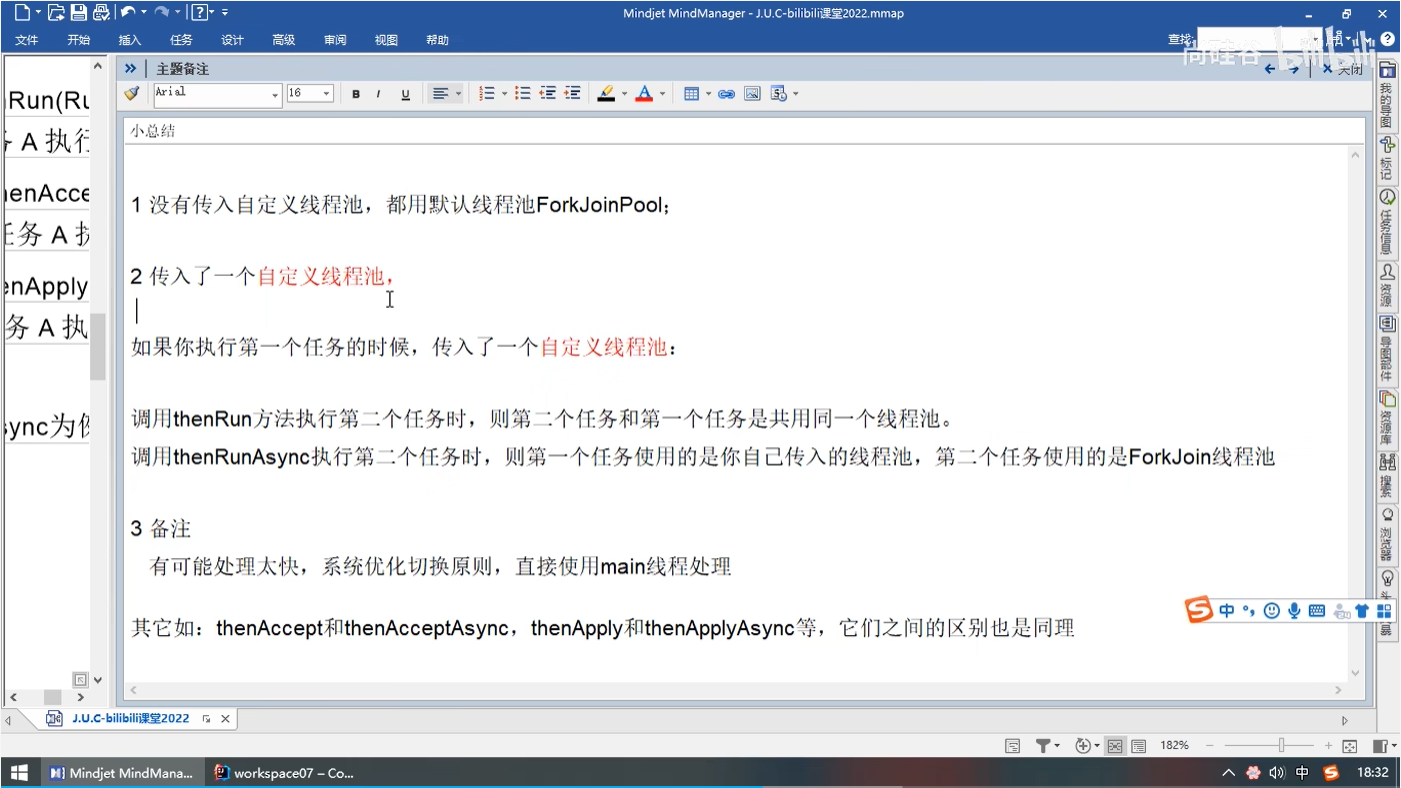 Mindjet MindManager - J.U.C-bilibili课堂2022.mmap
文件 开始 插入 任务 设计 高级 审阅 视图 帮助
查找:
尚硅谷 bilibili
主题备注
关闭
Arial 16 B I U
小总结
1 没有传入自定义线程池，都用默认线程池ForkJoinPool；
2 传入了一个自定义线程池，
如果你执行第一个任务的时候，传入了一个自定义线程池：
调用thenRun方法执行第二个任务时，则第二个任务和第一个任务是共用同一个线程池。
调用thenRunAsync执行第二个任务时，则第一个任务使用的是你自己传入的线程池，第二个任务使用的是ForkJoin线程池
3 备注
有可能处理太快，系统优化切换原则，直接使用main线程处理
其它如：thenAccept和thenAcceptAsync，thenApply和thenApplyAsync等，它们之间的区别也是同理
nRun(Ru
A 执行
enAcce
任务 A 执
enApply
务 A 执
sync为例
我的导图
标记
任务信息
资源
导图部件
资源库
搜索
浏览器
中
J.U.C-bilibili课堂2022
182%
Mindjet MindMana...
workspace07 – Co...
中
18:32